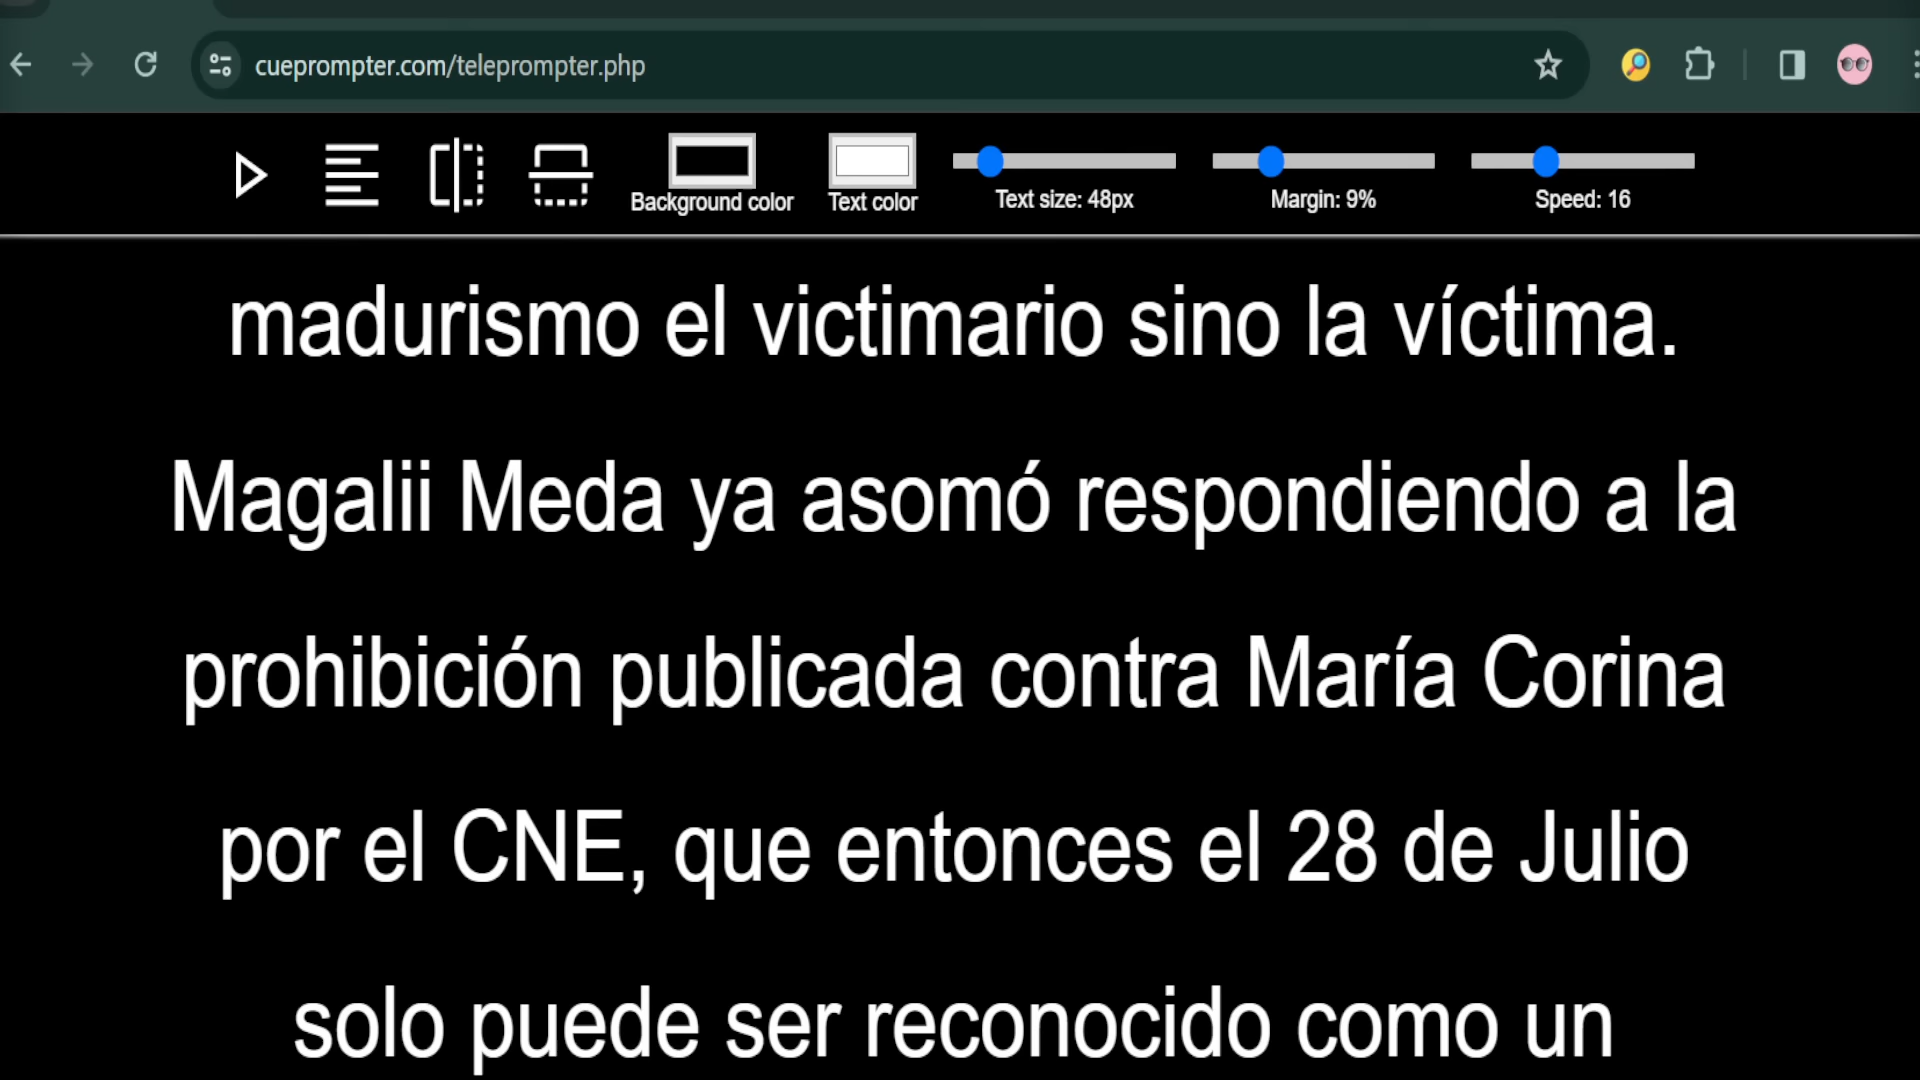 cueprompter.com/teleprompter.php
Background color
Text color
Text size: 48px
Margin: 9%
Speed: 16
madurismo el victimario sino la víctima.
Magalii Meda ya asomó respondiendo a la
prohibición publicada contra María Corina
por el CNE, que entonces el 28 de Julio
solo puede ser reconocido como un